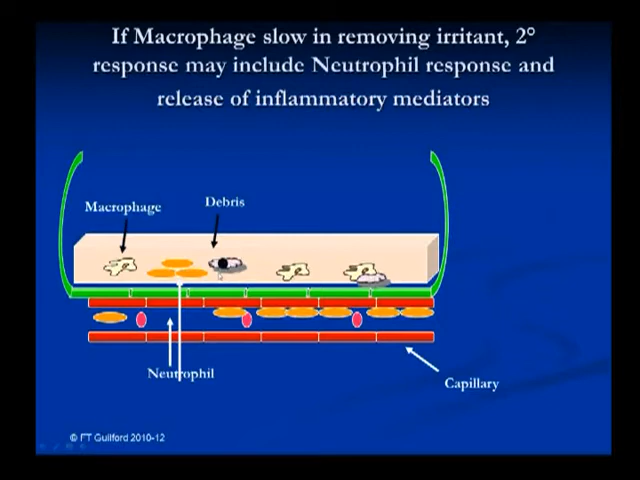 If Macrophage slow in removing irritant, 2°
response may include Neutrophil response and
release of inflammatory mediators
Macrophage
Debris
Neutrophil
Capillary
© FT Guilford 2010-12